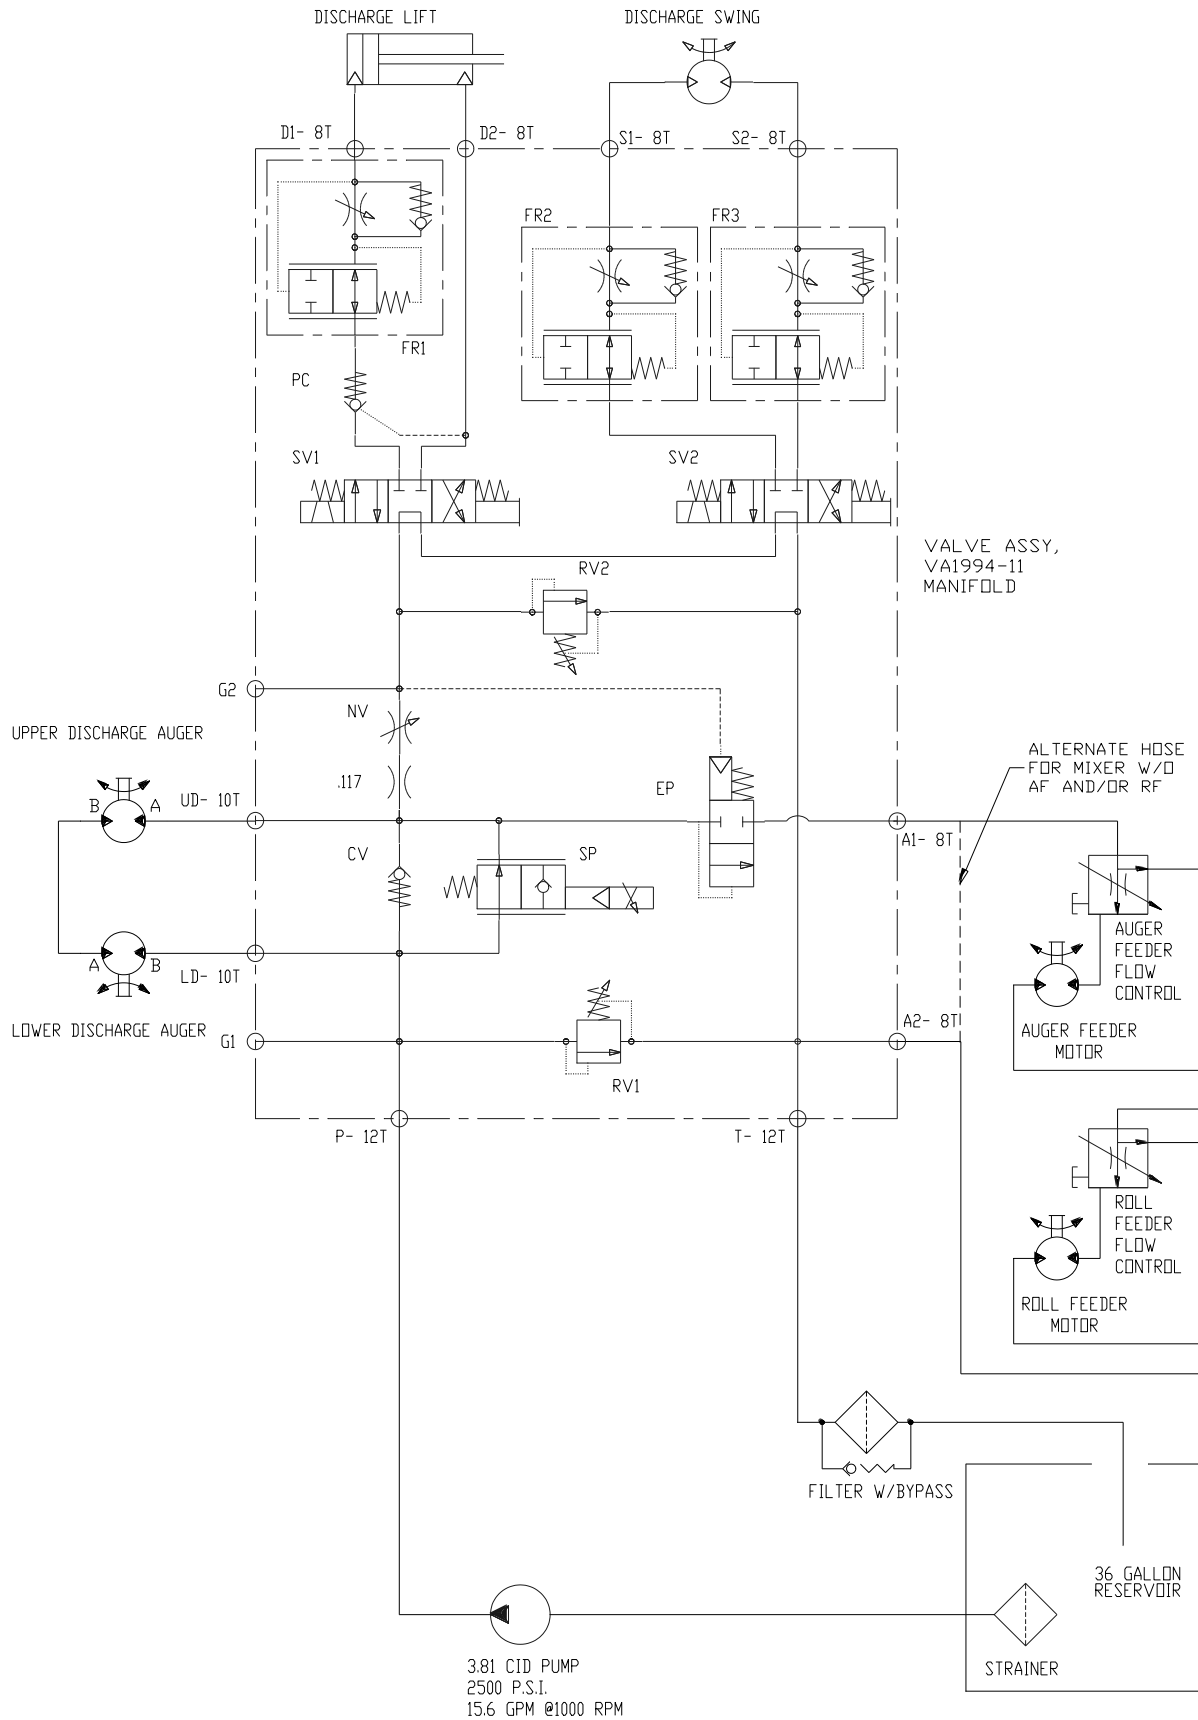 DISCHARGE LIFT
DISCHARGE SWING
D1- 8T
D2- 8T
S1- 8T
S2- 8T
FR2
FR3
FR1
PC
SV1
SV2
VALVE ASSY,
VA1994-11
MANIFOLD
RV2
G2
NV
UPPER DISCHARGE AUGER
ALTERNATE HOSE
FOR MIXER W/O
AF AND/OR RF
.117
EP
B
A
UD- 10T
A1- 8T
CV
SP
AUGER
FEEDER
FLOW
CONTROL
A
B
LD- 10T
LOWER DISCHARGE AUGER
G1
A2- 8T
AUGER FEEDER
MOTOR
RV1
P- 12T
T- 12T
ROLL
FEEDER
FLOW
CONTROL
ROLL FEEDER
MOTOR
FILTER W/BYPASS
36 GALLON
RESERVOIR
STRAINER
3.81 CID PUMP
2500 P.S.I.
15.6 GPM @1000 RPM